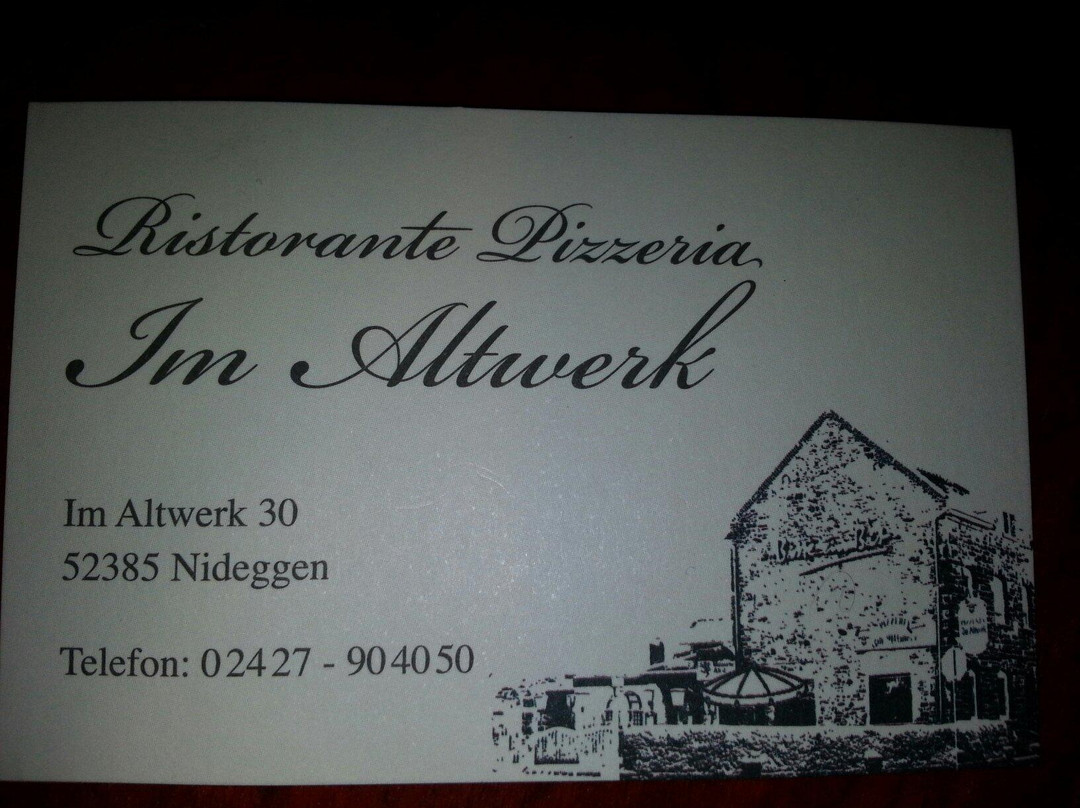 Ristorante Pizzeria
Im Altwerk
Im Altwerk 30
52385 Nideggen
Telefon: 02427 - 904050